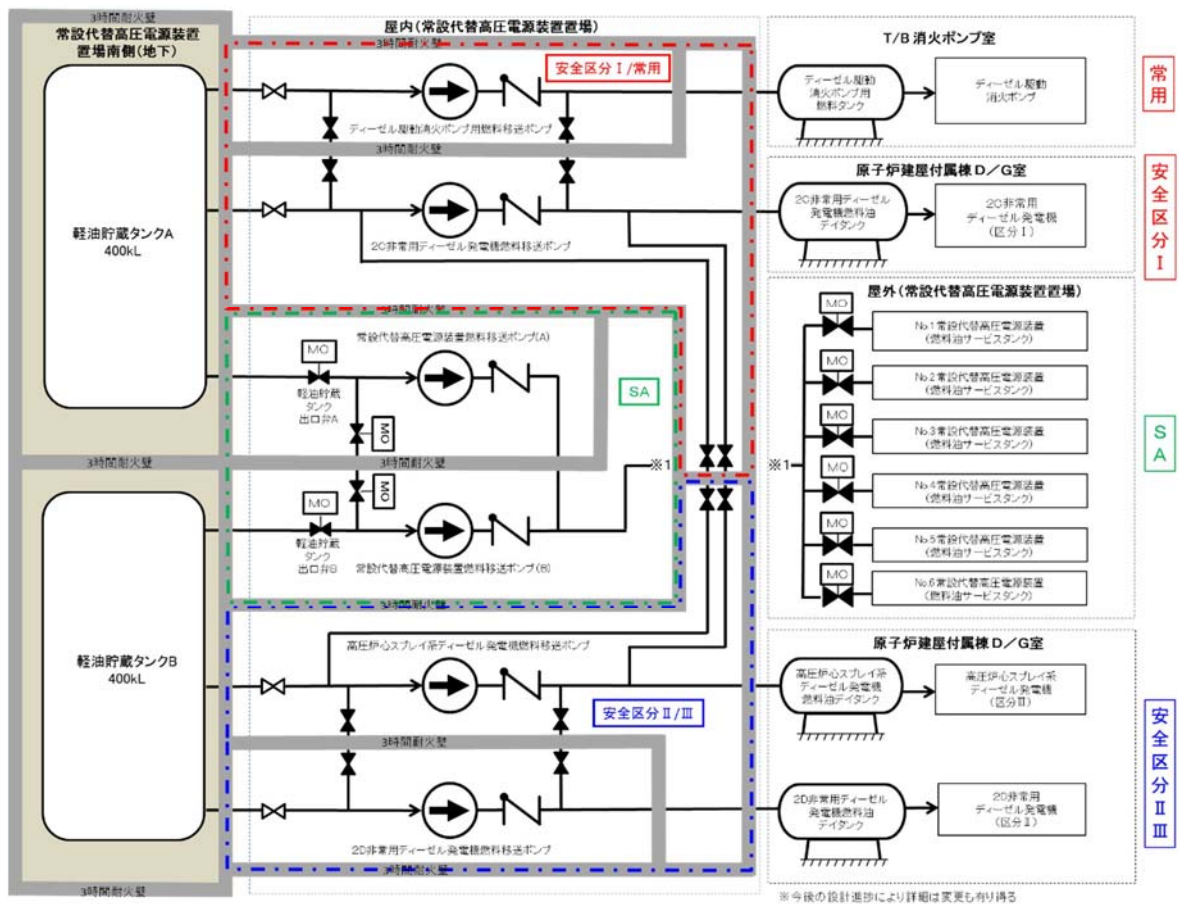 3時間耐火壁
常設代替高圧電源装置
置場南側(地下)
軽油貯蔵タンクA
400kL
3時間耐火壁
軽油貯蔵タンクB
400kL
3時間耐火壁
屋内(常設代替高圧電源装置置場)
3時間耐火壁
安全区分Ⅰ/常用
ディーゼル駆動消火ポンプ用燃料移送ポンプ
3時間耐火壁
2C非常用ディーゼル発電機燃料移送ポンプ
3時間耐火壁
常設代替高圧電源装置燃料移送ポンプ(A)
MO
軽油貯蔵
タンク
出口弁A
MO
SA
3時間耐火壁
※1
MO
MO
軽油貯蔵
タンク
出口弁B
常設代替高圧電源装置燃料移送ポンプ(B)
3時間耐火壁
高圧炉心スプレイ系ディーゼル発電機燃料移送ポンプ
安全区分Ⅱ/Ⅲ
3時間耐火壁
2D非常用ディーゼル発電機燃料移送ポンプ
3時間耐火壁
T/B 消火ポンプ室
ディーゼル駆動
消火ポンプ用
燃料タンク
ディーゼル駆動
消火ポンプ
常用
原子炉建屋付属棟D/G室
2C非常用ディーゼル
発電機燃料油
デイタンク
2C非常用
ディーゼル発電機
(区分Ⅰ)
安全区分Ⅰ
屋外(常設代替高圧電源装置置場)
※1
MO
No.1常設代替高圧電源装置
(燃料油サービスタンク)
MO
No.2常設代替高圧電源装置
(燃料油サービスタンク)
MO
No.3常設代替高圧電源装置
(燃料油サービスタンク)
MO
No.4常設代替高圧電源装置
(燃料油サービスタンク)
MO
No.5常設代替高圧電源装置
(燃料油サービスタンク)
MO
No.6常設代替高圧電源装置
(燃料油サービスタンク)
SA
原子炉建屋付属棟D/G室
高圧炉心スプレイ系
ディーゼル発電機
燃料油デイタンク
高圧炉心スプレイ系
ディーゼル発電機
(区分Ⅲ)
2D非常用ディーゼル
発電機燃料油
デイタンク
2D非常用
ディーゼル発電機
(区分Ⅱ)
安全区分ⅡⅢ
※今後の設計進捗により詳細は変更も有り得る